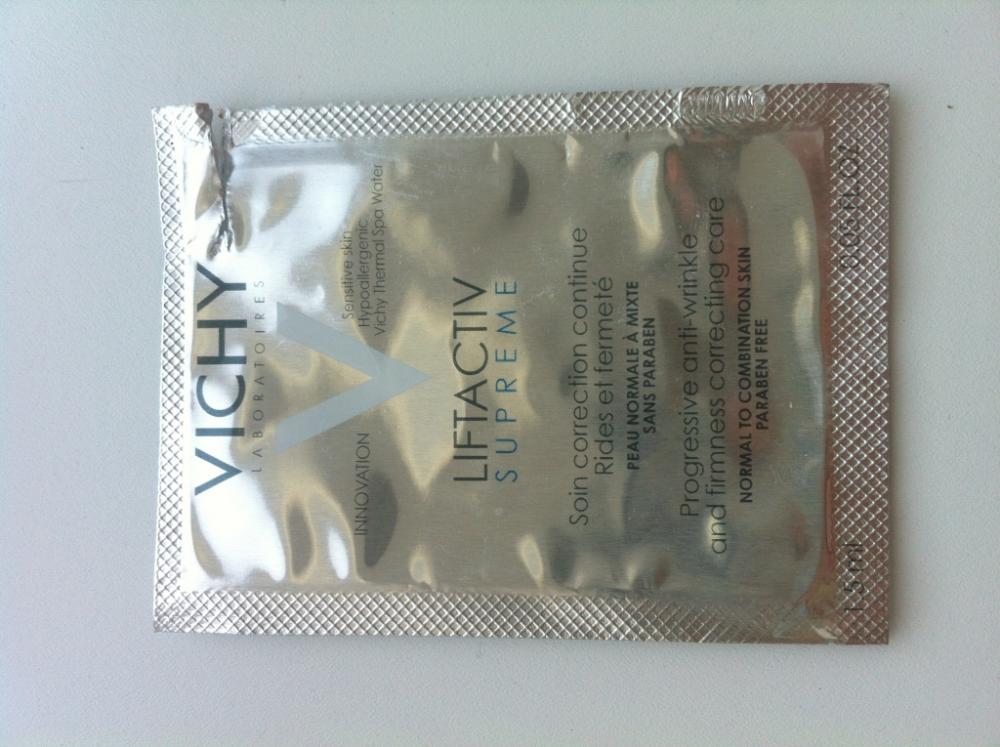 VICHY
LABORATOIRES
Sensitive skin
Hypoallergenic
Vichy Thermal Spa Water
INNOVATION
LIFTACTIV
SUPREME
Soin correction continue
Rides et fermeté
PEAU NORMALE À MIXTE
SANS PARABEN
Progressive anti-wrinkle
and firmness correcting care
NORMAL TO COMBINATION SKIN
PARABEN FREE
1.5 ml 0.05 fl.oz